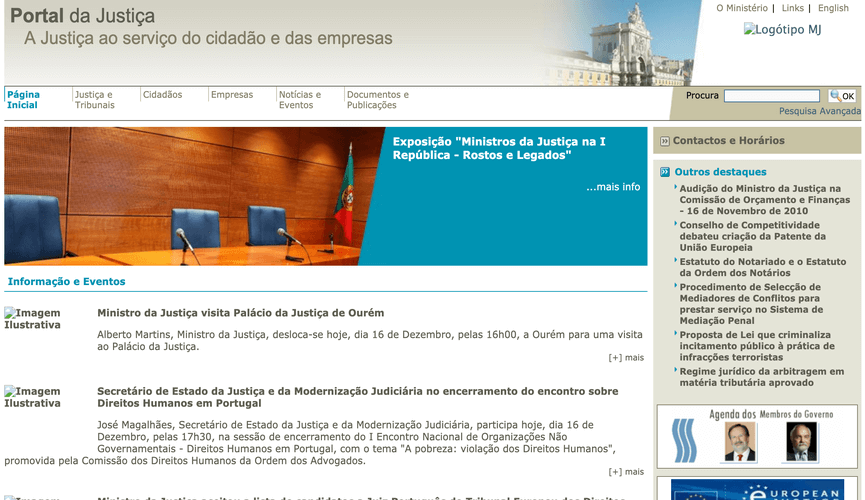 Portal da Justiça
A Justiça ao serviço do cidadão e das empresas
O Ministério | Links | English
Logótipo MJ
Página
Inicial
Justiça e
Tribunais
Cidadãos
Empresas
Notícias e
Eventos
Documentos e
Publicações
Procura
OK
Pesquisa Avançada
Exposição "Ministros da Justiça na I
República - Rostos e Legados"
...mais info
Informação e Eventos
Imagem
Ilustrativa
Ministro da Justiça visita Palácio da Justiça de Ourém
Alberto Martins, Ministro da Justiça, desloca-se hoje, dia 16 de Dezembro, pelas 16h00, a Ourém para uma visita
ao Palácio da Justiça.
[+] mais
Imagem
Ilustrativa
Secretário de Estado da Justiça e da Modernização Judiciária no encerramento do encontro sobre
Direitos Humanos em Portugal
José Magalhães, Secretário de Estado da Justiça e da Modernização Judiciária, participa hoje, dia 16 de
Dezembro, pelas 17h30, na sessão de encerramento do I Encontro Nacional de Organizações Não
Governamentais - Direitos Humanos em Portugal, com o tema "A pobreza: violação dos Direitos Humanos",
promovida pela Comissão dos Direitos Humanos da Ordem dos Advogados.
[+] mais
Imagem
Contactos e Horários
Outros destaques
Audição do Ministro da Justiça na
Comissão de Orçamento e Finanças
- 16 de Novembro de 2010
Conselho de Competitividade
debateu criação da Patente da
União Europeia
Estatuto do Notariado e o Estatuto
da Ordem dos Notários
Procedimento de Selecção de
Mediadores de Conflitos para
prestar serviço no Sistema de
Mediação Penal
Proposta de Lei que criminaliza
incitamento público à prática de
infracções terroristas
Regime jurídico da arbitragem em
matéria tributária aprovado
Agenda dos Membros do Governo
EUROPEAN